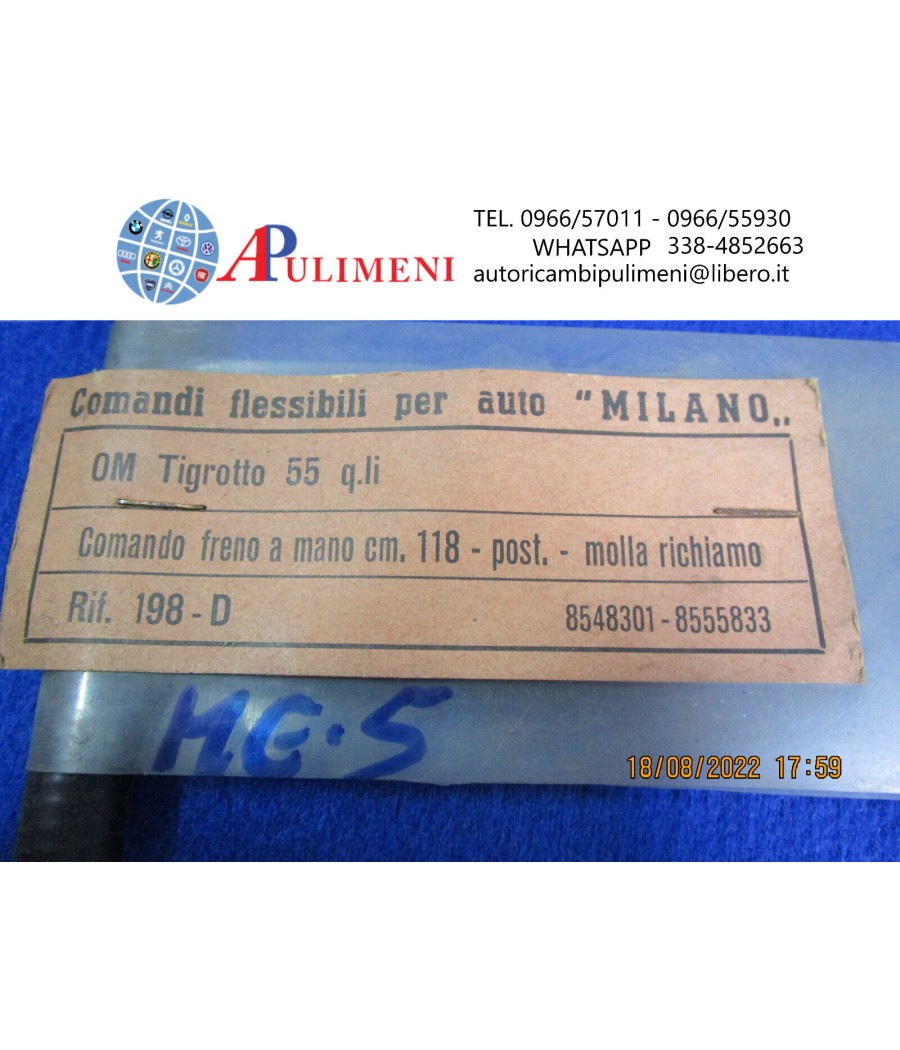 TEL. 0966/57011 - 0966/55930
WHATSAPP 338-4852663
autoricambipulimeni@libero.it
APULIMENI
Comandi flessibili per auto "MILANO„
OM Tigrotto 55 q.li
Comando freno a mano cm. 118 - post. - molla richiamo
Rif. 198 - D 8548301 - 8555833
18/08/2022 17:59